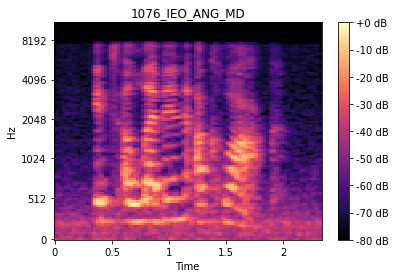 1076_IEO_ANG_MD
+0 dB
8192
-10 dB
4096
-20 dB
-30 dB
2048
Hz
-40 dB
1024
-50 dB
512
-60 dB
-70 dB
0
-80 dB
0
0.5
1
1.5
2
Time